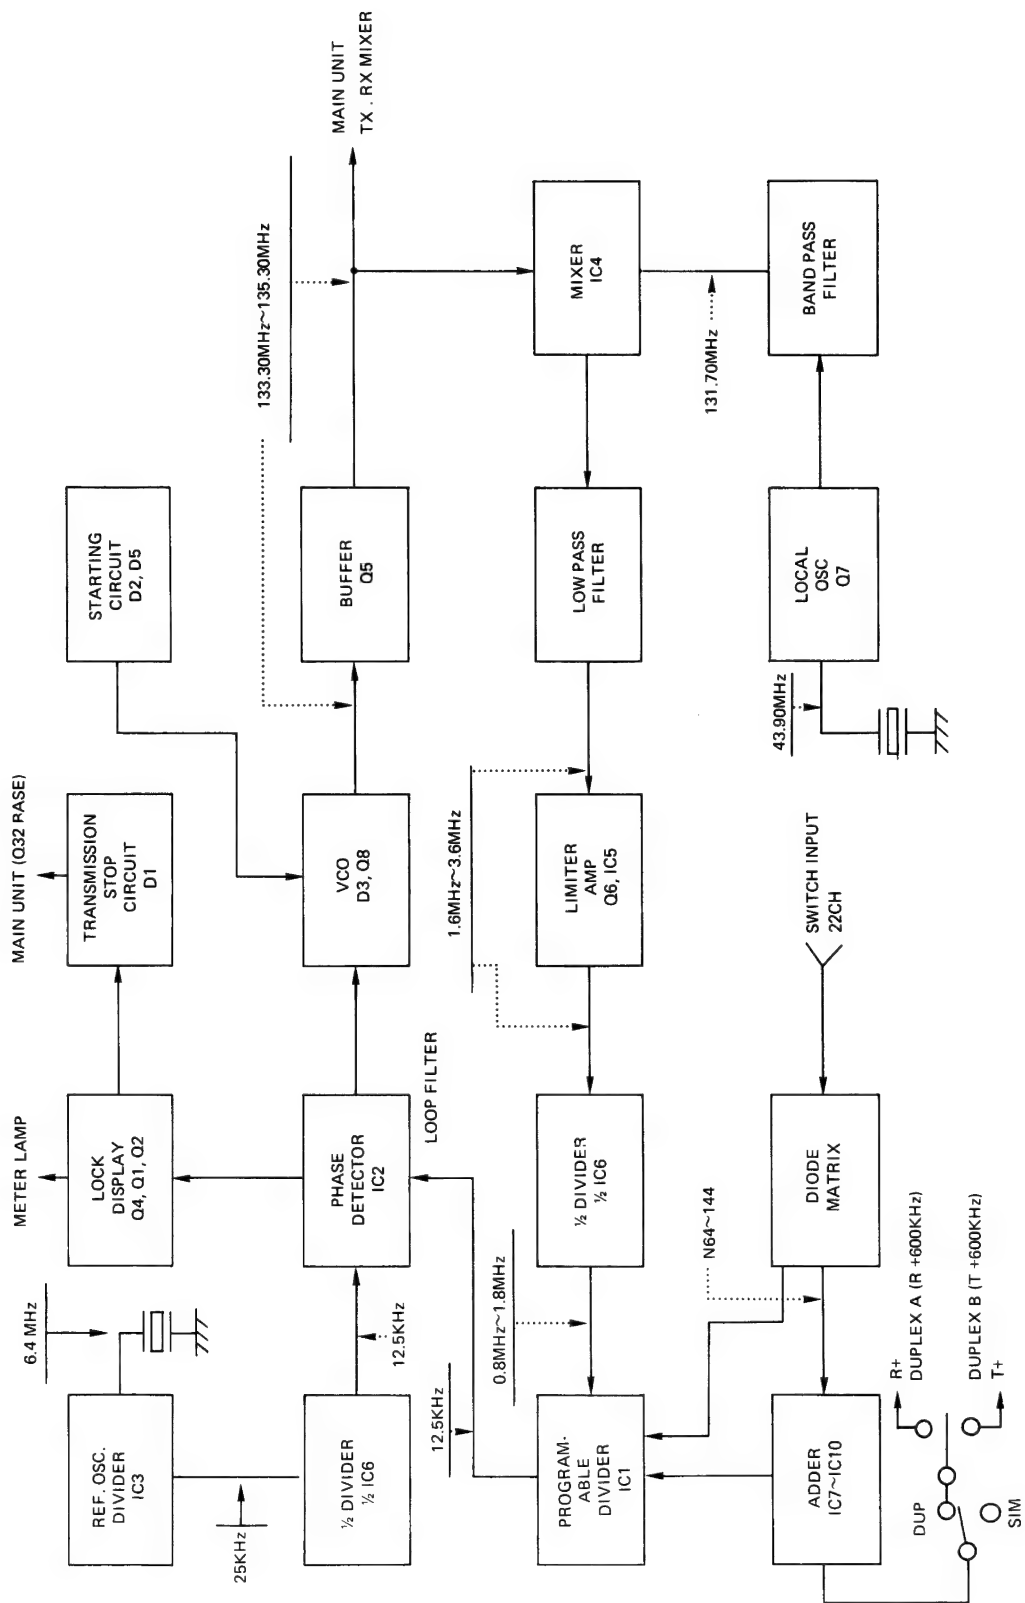 METER LAMP
MAIN UNIT (Q32 RASE)
6.4 MHz
REF. OSC.
DIVIDER
IC3
LOCK
DISPLAY
Q4, Q1, Q2
TRANSMISSION
STOP
CIRCUIT
D1
STARTING
CIRCUIT
D2, D5
25KHz
½ DIVIDER
½ IC6
12.5KHz
PHASE
DETECTOR
IC2
LOOP FILTER
VCO
D3, Q8
BUFFER
Q5
133.30MHz~135.30MHz
MAIN UNIT
TX . RX MIXER
12.5KHz
0.8MHz~1.8MHz
1.6MHz~3.6MHz
PROGRAM-
ABLE
DIVIDER
IC1
½ DIVIDER
½ IC6
LIMITER
AMP
Q6, IC5
LOW PASS
FILTER
MIXER
IC4
N64~144
43.90MHz
131.70MHz
ADDER
IC7~IC10
DIODE
MATRIX
SWITCH INPUT
22CH
LOCAL
OSC
Q7
BAND PASS
FILTER
R+
DUPLEX A (R +600KHz)
DUP
DUPLEX B (T +600KHz)
T+
SIM